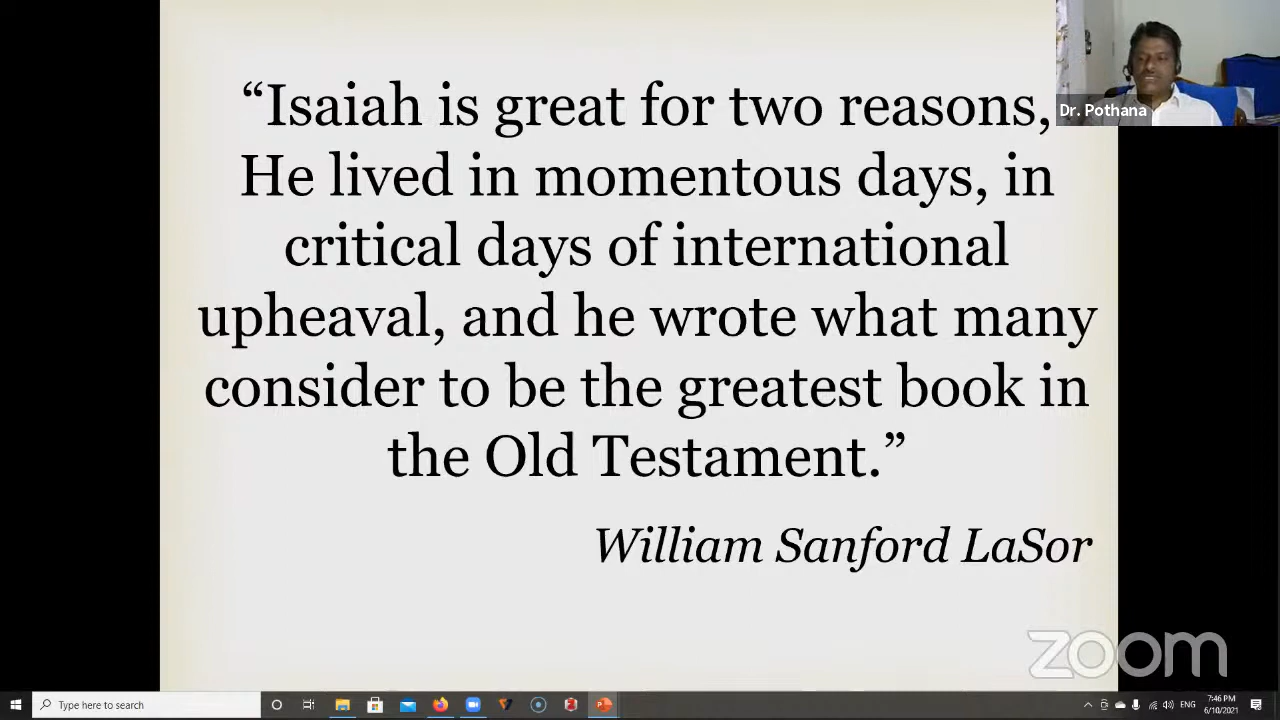 “Isaiah is great for two reasons,
He lived in momentous days, in
critical days of international
upheaval, and he wrote what many
consider to be the greatest book in
the Old Testament.”
William Sanford LaSor
Dr. Pothana
zoom
Type here to search
ENG
7:46 PM
6/10/2021